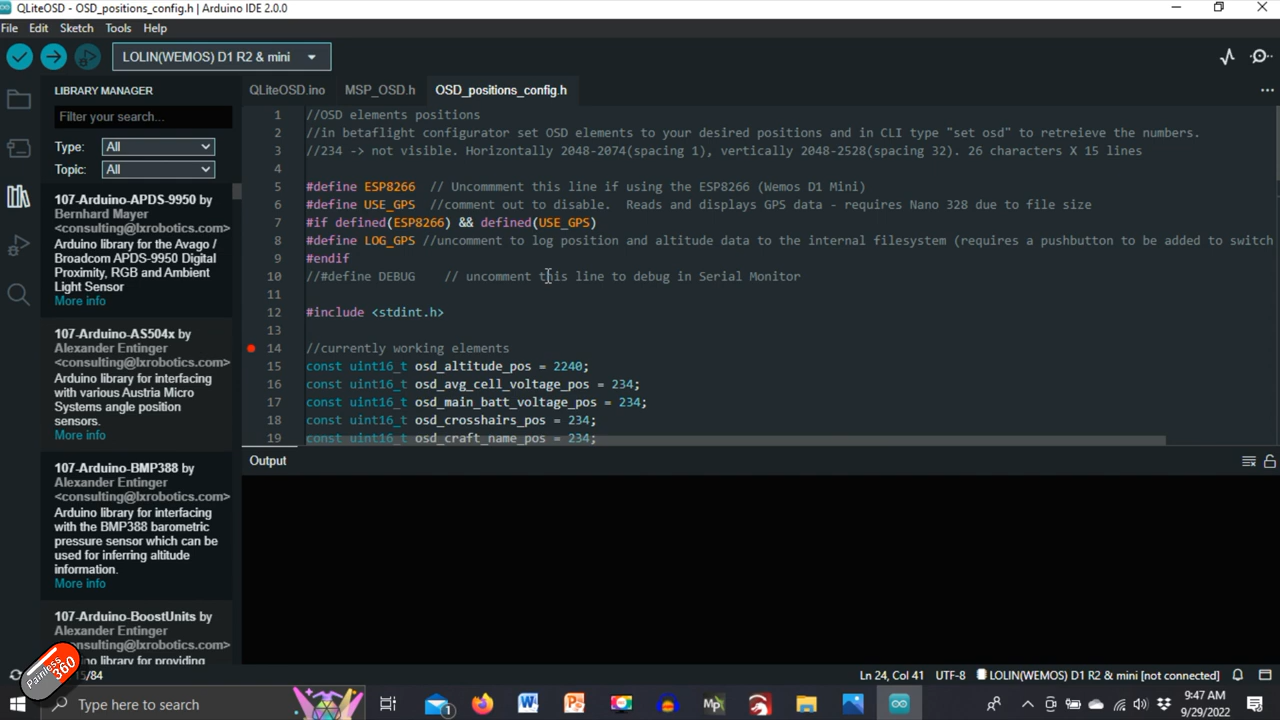 QLiteOSD - OSD_positions_config.h | Arduino IDE 2.0.0
File Edit Sketch Tools Help
LOLIN(WEMOS) D1 R2 & mini
LIBRARY MANAGER
Filter your search...
Type: All
Topic: All
107-Arduino-APDS-9950 by
Bernhard Mayer
<consulting@lxrobotics.com>
Arduino library for the Avago /
Broadcom APDS-9950 Digital
Proximity, RGB and Ambient
Light Sensor
More info
107-Arduino-AS504x by
Alexander Entinger
<consulting@lxrobotics.com>
Arduino library for interfacing
with various Austria Micro
Systems angle position
sensors.
More info
107-Arduino-BMP388 by
Alexander Entinger
<consulting@lxrobotics.com>
Arduino library for interfacing
with the BMP388 barometric
pressure sensor which can be
used for inferring altitude
information.
More info
107-Arduino-BoostUnits by
Alexander Entinger
<consulting@lxrobotics.com>
library for providing
QLiteOSD.ino MSP_OSD.h OSD_positions_config.h
1 //OSD elements positions
2 //in betaflight configurator set OSD elements to your desired positions and in CLI type "set osd" to retrieve the numbers.
3 //234 -> not visible. Horizontally 2048-2074(spacing 1), vertically 2048-2528(spacing 32). 26 characters X 15 lines
4
5 #define ESP8266 // Uncommment this line if using the ESP8266 (Wemos D1 Mini)
6 #define USE_GPS //comment out to disable. Reads and displays GPS data - requires Nano 328 due to file size
7 #if defined(ESP8266) && defined(USE_GPS)
8 #define LOG_GPS //uncomment to log position and altitude data to the internal filesystem (requires a pushbutton to be added to switch
9 #endif
10 //#define DEBUG // uncomment this line to debug in Serial Monitor
11
12 #include <stdint.h>
13
14 //currently working elements
15 const uint16_t osd_altitude_pos = 2240;
16 const uint16_t osd_avg_cell_voltage_pos = 234;
17 const uint16_t osd_main_batt_voltage_pos = 234;
18 const uint16_t osd_crosshairs_pos = 234;
19 const uint16_t osd_craft_name_pos = 234;
Output
Painless360
15/84
Ln 24, Col 41 UTF-8 LOLIN(WEMOS) D1 R2 & mini [not connected]
Type here to search
1
Mp
9:47 AM
9/29/2022